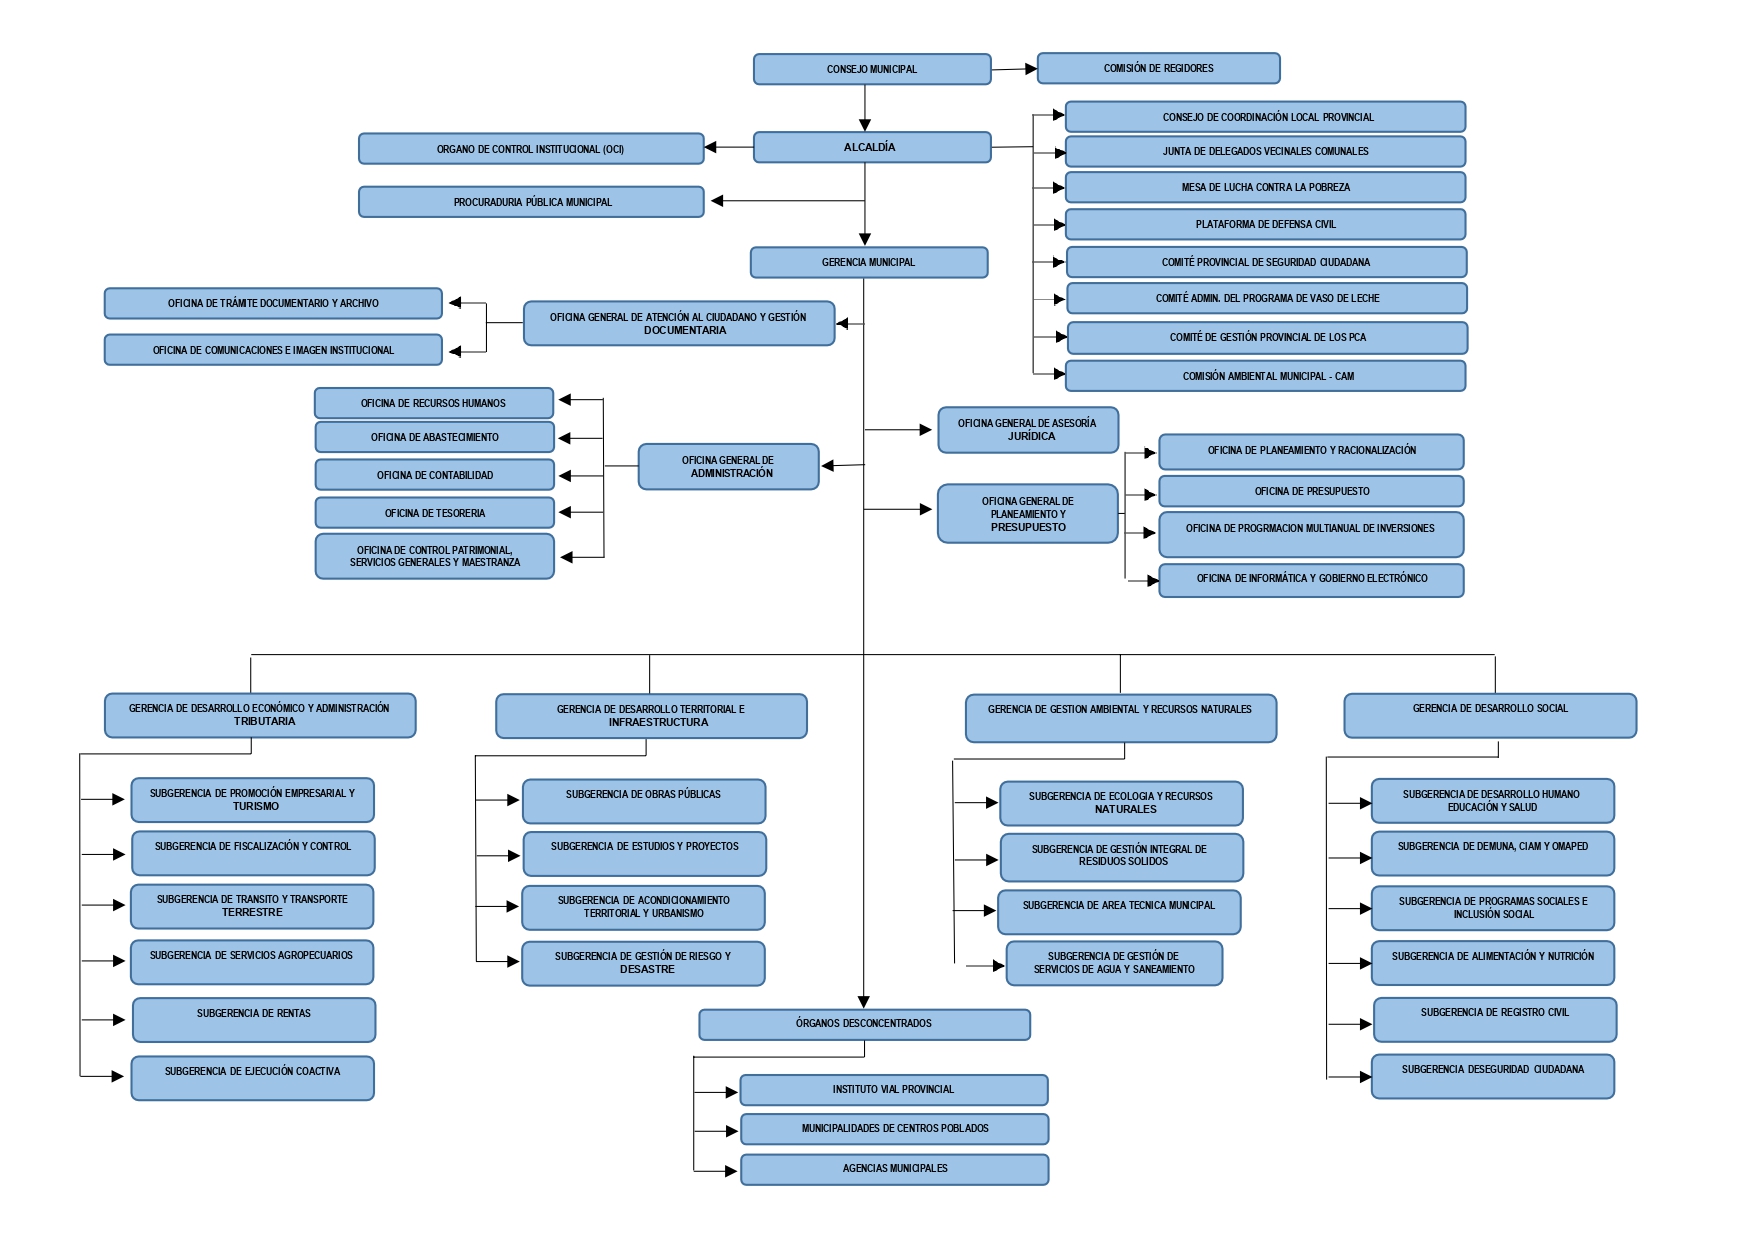 CONSEJO MUNICIPAL
COMISIÓN DE REGIDORES
CONSEJO DE COORDINACIÓN LOCAL PROVINCIAL
ORGANO DE CONTROL INSTITUCIONAL (OCI)
ALCALDÍA
JUNTA DE DELEGADOS VECINALES COMUNALES
MESA DE LUCHA CONTRA LA POBREZA
PROCURADURIA PÚBLICA MUNICIPAL
PLATAFORMA DE DEFENSA CIVIL
GERENCIA MUNICIPAL
COMITÉ PROVINCIAL DE SEGURIDAD CIUDADANA
COMITÉ ADMIN. DEL PROGRAMA DE VASO DE LECHE
COMITÉ DE GESTIÓN PROVINCIAL DE LOS PCA
COMISIÓN AMBIENTAL MUNICIPAL - CAM
OFICINA DE TRÁMITE DOCUMENTARIO Y ARCHIVO
OFICINA DE COMUNICACIONES E IMAGEN INSTITUCIONAL
OFICINA GENERAL DE ATENCIÓN AL CIUDADANO Y GESTIÓN
DOCUMENTARIA
OFICINA DE RECURSOS HUMANOS
OFICINA DE ABASTECIMIENTO
OFICINA DE CONTABILIDAD
OFICINA DE TESORERIA
OFICINA DE CONTROL PATRIMONIAL,
SERVICIOS GENERALES Y MAESTRANZA
OFICINA GENERAL DE
ADMINISTRACIÓN
OFICINA GENERAL DE ASESORÍA
JURÍDICA
OFICINA GENERAL DE
PLANEAMIENTO Y
PRESUPUESTO
OFICINA DE PLANEAMIENTO Y RACIONALIZACIÓN
OFICINA DE PRESUPUESTO
OFICINA DE PROGRMACION MULTIANUAL DE INVERSIONES
OFICINA DE INFORMÁTICA Y GOBIERNO ELECTRÓNICO
GERENCIA DE DESARROLLO ECONÓMICO Y ADMINISTRACIÓN
TRIBUTARIA
SUBGERENCIA DE PROMOCIÓN EMPRESARIAL Y
TURISMO
SUBGERENCIA DE FISCALIZACIÓN Y CONTROL
SUBGERENCIA DE TRANSITO Y TRANSPORTE
TERRESTRE
SUBGERENCIA DE SERVICIOS AGROPECUARIOS
SUBGERENCIA DE RENTAS
SUBGERENCIA DE EJECUCIÓN COACTIVA
GERENCIA DE DESARROLLO TERRITORIAL E
INFRAESTRUCTURA
SUBGERENCIA DE OBRAS PÚBLICAS
SUBGERENCIA DE ESTUDIOS Y PROYECTOS
SUBGERENCIA DE ACONDICIONAMIENTO
TERRITORIAL Y URBANISMO
SUBGERENCIA DE GESTIÓN DE RIESGO Y
DESASTRE
GERENCIA DE GESTION AMBIENTAL Y RECURSOS NATURALES
SUBGERENCIA DE ECOLOGIA Y RECURSOS
NATURALES
SUBGERENCIA DE GESTIÓN INTEGRAL DE
RESIDUOS SOLIDOS
SUBGERENCIA DE AREA TECNICA MUNICIPAL
SUBGERENCIA DE GESTIÓN DE
SERVICIOS DE AGUA Y SANEAMIENTO
GERENCIA DE DESARROLLO SOCIAL
SUBGERENCIA DE DESARROLLO HUMANO
EDUCACIÓN Y SALUD
SUBGERENCIA DE DEMUNA, CIAM Y OMAPED
SUBGERENCIA DE PROGRAMAS SOCIALES E
INCLUSIÓN SOCIAL
SUBGERENCIA DE ALIMENTACIÓN Y NUTRICIÓN
SUBGERENCIA DE REGISTRO CIVIL
SUBGERENCIA DESEGURIDAD CIUDADANA
ÓRGANOS DESCONCENTRADOS
INSTITUTO VIAL PROVINCIAL
MUNICIPALIDADES DE CENTROS POBLADOS
AGENCIAS MUNICIPALES